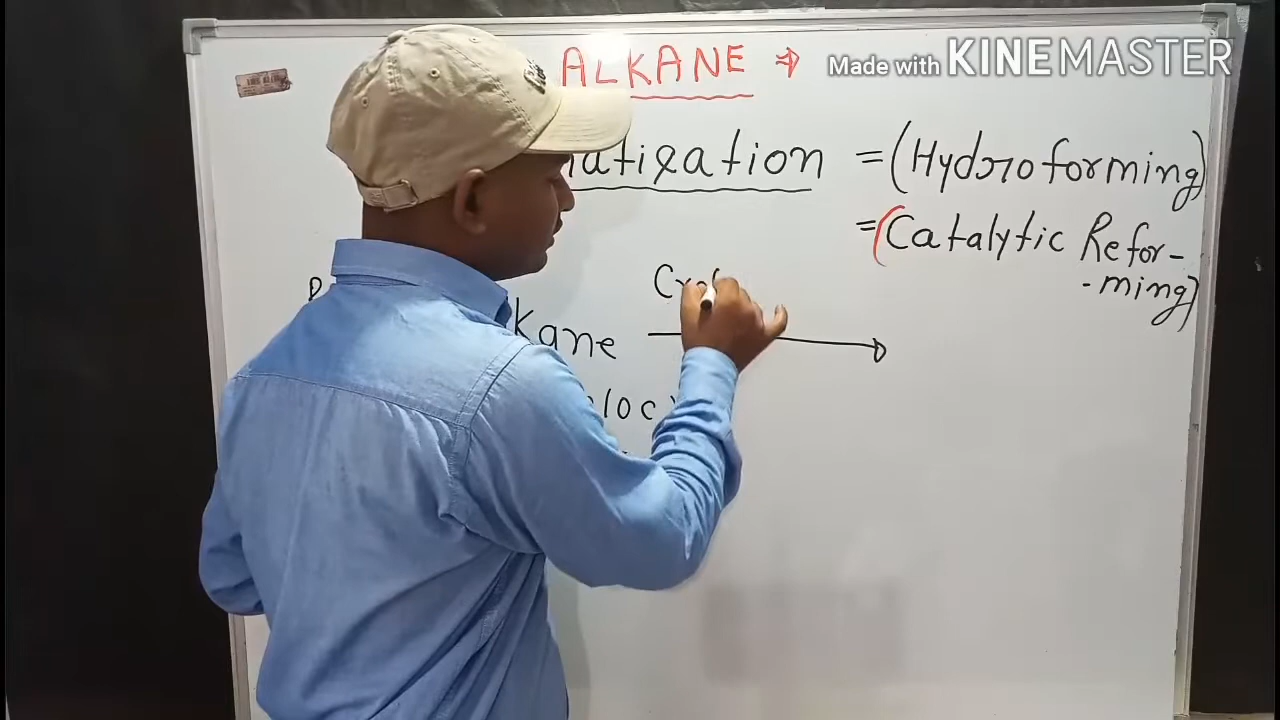 ALKANE ⇒
Made with KINEMASTER
atization = (Hydroforming)
= (Catalytic Refor-
-ming)
kane